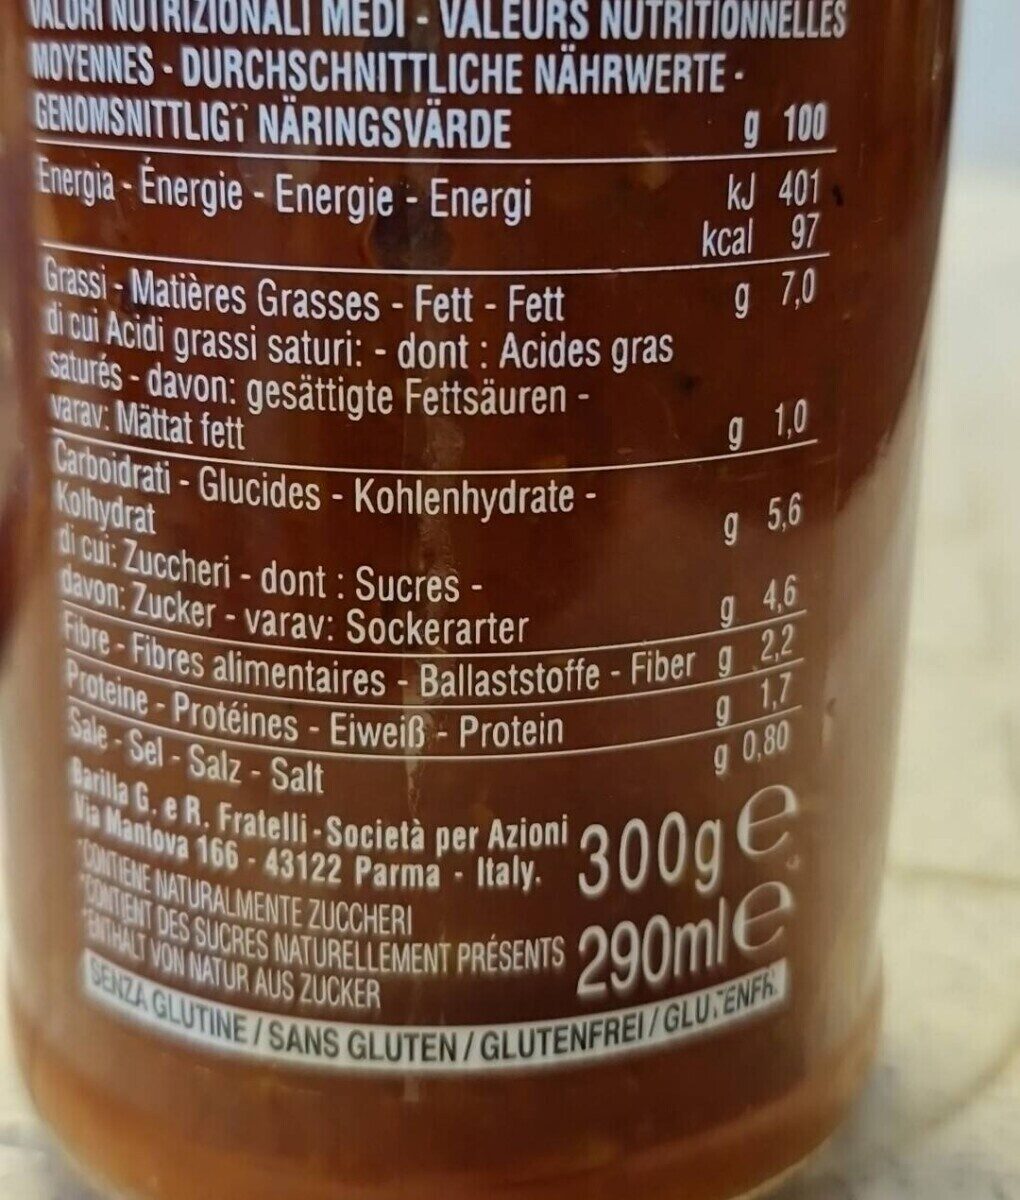 VALORI NUTRIZIONALI MEDI - VALEURS NUTRITIONNELLES
MOYENNES - DURCHSCHNITTLICHE NÄHRWERTE -
GENOMSNITTLIGT NÄRINGSVÄRDE g 100
Energia - Énergie - Energie - Energi kJ 401
kcal 97
Grassi - Matières Grasses - Fett - Fett g 7,0
di cui Acidi grassi saturi: - dont : Acides gras
saturés - davon: gesättigte Fettsäuren -
varav: Mättat fett g 1,0
Carboidrati - Glucides - Kohlenhydrate -
Kolhydrat g 5,6
di cui: Zuccheri - dont : Sucres -
davon: Zucker - varav: Sockerarter g 4,6
Fibre - Fibres alimentaires - Ballaststoffe - Fiber g 2,2
Proteine - Protéines - Eiweiß - Protein g 1,7
Sale - Sel - Salz - Salt g 0,80
Barilla G. e R. Fratelli - Società per Azioni
Via Mantova 166 - 43122 Parma - Italy.
300g e
*CONTIENE NATURALMENTE ZUCCHERI
*CONTIENT DES SUCRES NATURELLEMENT PRÉSENTS
*ENTHÄLT VON NATUR AUS ZUCKER
290ml e
SENZA GLUTINE / SANS GLUTEN / GLUTENFREI / GLUTENFRI